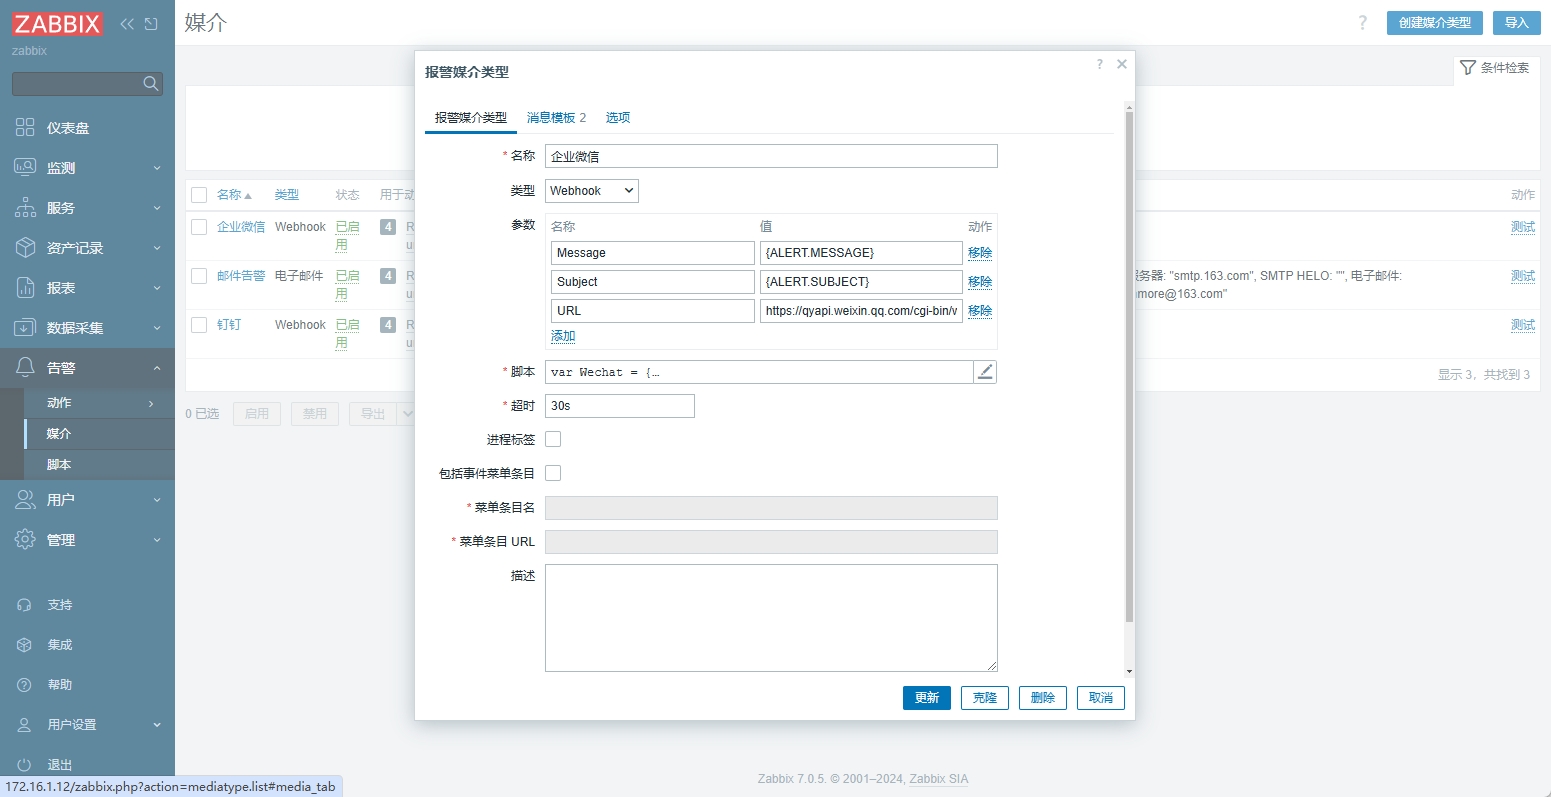 ZABBIX
zabbix
仪表盘
监测
服务
资产记录
报表
数据采集
告警
动作
媒介
脚本
用户
管理
支持
集成
帮助
用户设置
退出
172.16.1.12/zabbix.php?action=mediatype.list#media_tab
媒介
?
创建媒介类型
导入
条件检索
名称 类型 状态 用于动
动作
企业微信 Webhook 已启用 4 R
测试
邮件告警 电子邮件 已启用 4 R
服务器: "smtp.163.com", SMTP HELO: "", 电子邮件:
more@163.com"
测试
钉钉 Webhook 已启用 4 R
测试
显示 3，共找到 3
0 已选 启用 禁用 导出
报警媒介类型
?
报警媒介类型 消息模板 2 选项
* 名称 企业微信
类型 Webhook
参数 名称 值 动作
Message {ALERT.MESSAGE} 移除
Subject {ALERT.SUBJECT} 移除
URL https://qyapi.weixin.qq.com/cgi-bin/v 移除
添加
* 脚本 var Wechat = {…
* 超时 30s
进程标签
包括事件菜单条目
* 菜单条目名
* 菜单条目 URL
描述
更新 克隆 删除 取消
Zabbix 7.0.5. © 2001–2024, Zabbix SIA